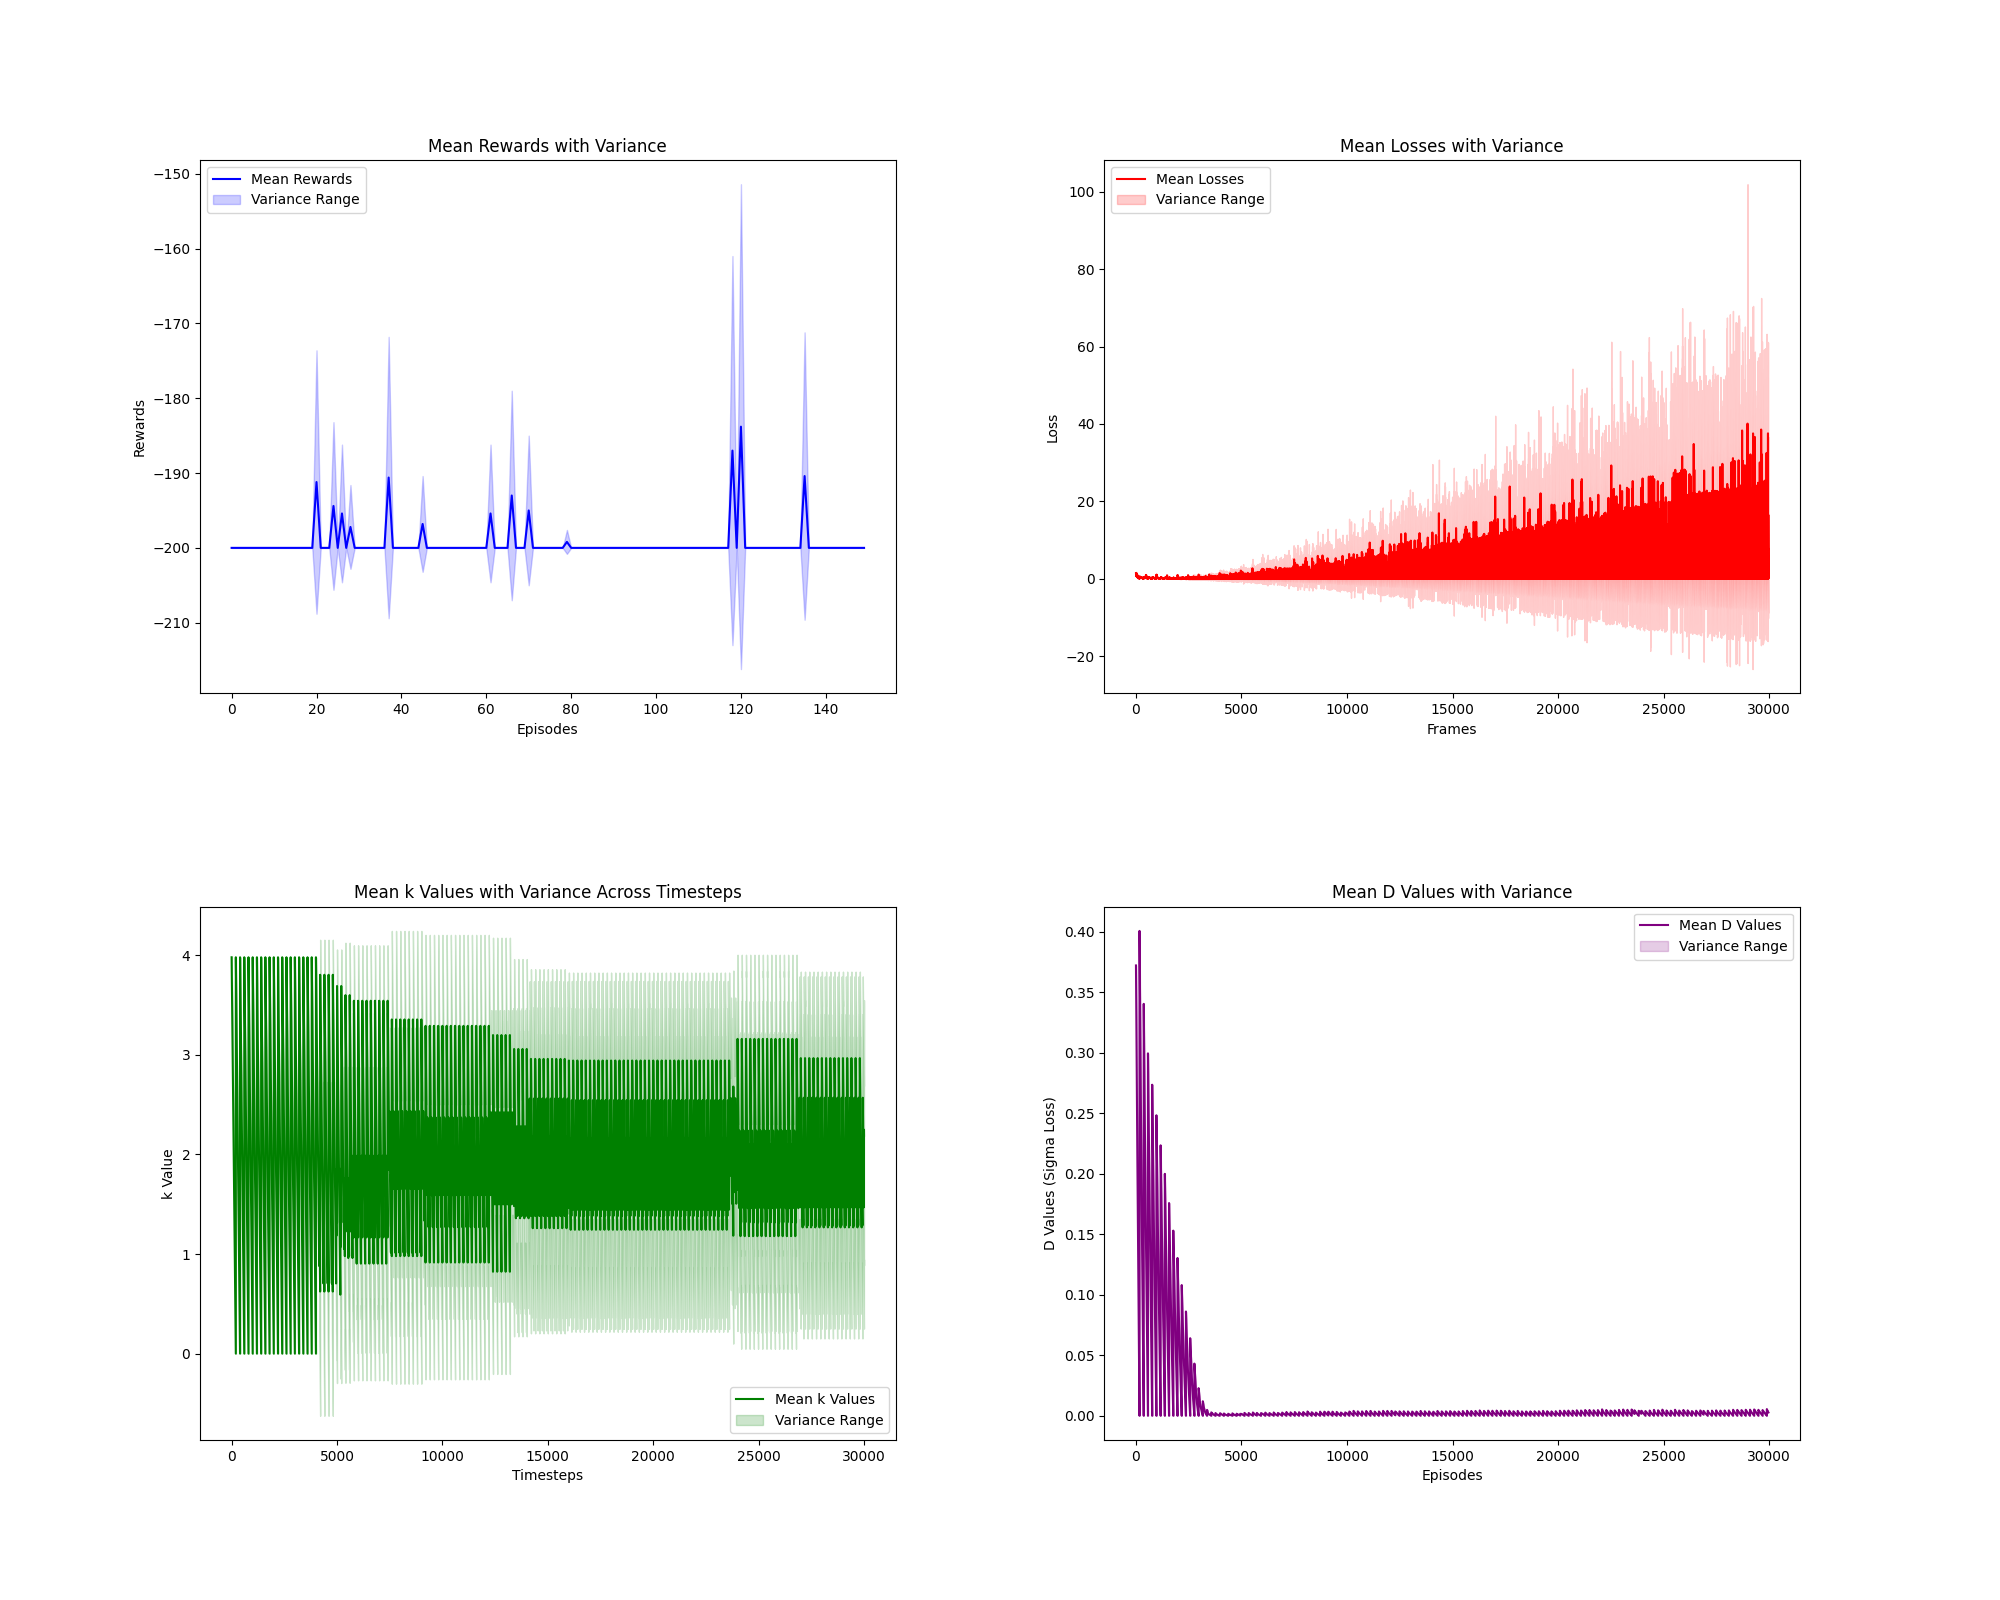 Mean Rewards with Variance
Mean Rewards
Variance Range
−150
−160
−170
−180
−190
−200
−210
Rewards
0 20 40 60 80 100 120 140
Episodes
Mean Losses with Variance
Mean Losses
Variance Range
100
80
60
40
20
0
−20
Loss
0 5000 10000 15000 20000 25000 30000
Frames
Mean k Values with Variance Across Timesteps
4
3
2
1
0
k Value
Mean k Values
Variance Range
0 5000 10000 15000 20000 25000 30000
Timesteps
Mean D Values with Variance
Mean D Values
Variance Range
0.40
0.35
0.30
0.25
0.20
0.15
0.10
0.05
0.00
D Values (Sigma Loss)
0 5000 10000 15000 20000 25000 30000
Episodes